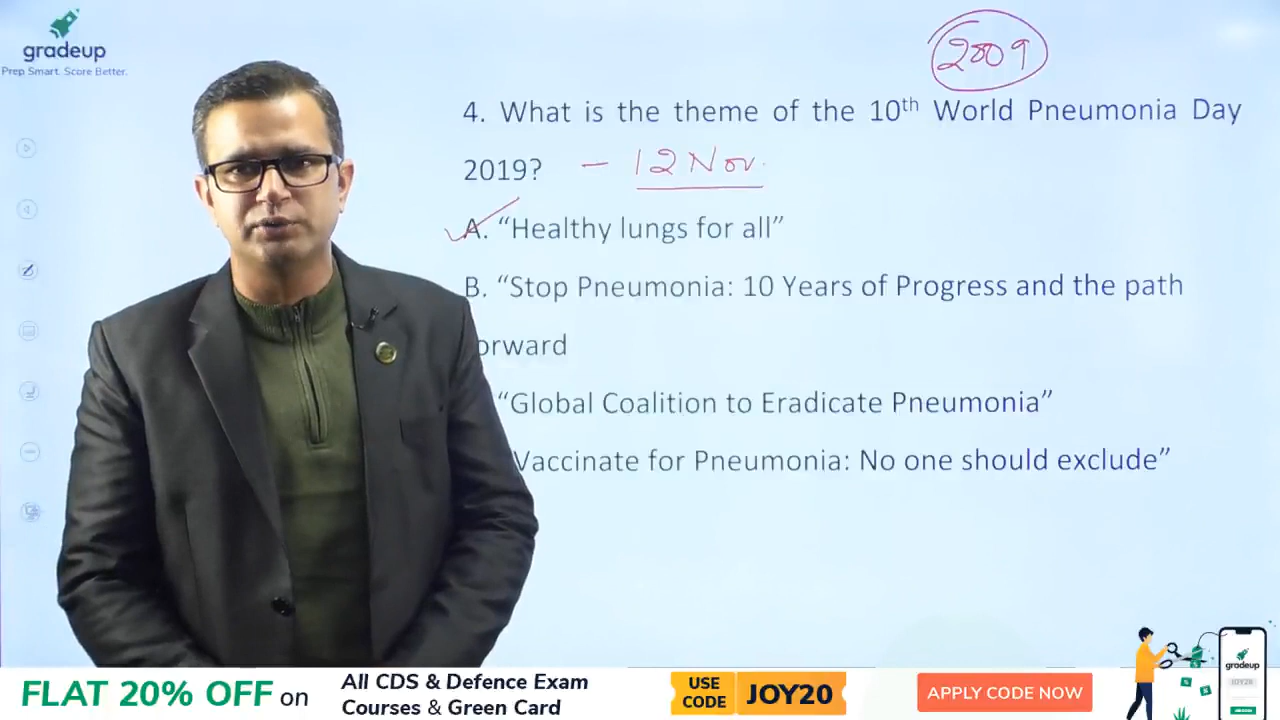 gradeup
Prep Smart. Score Better.
2009
4. What is the theme of the 10th World Pneumonia Day
2019? – 12 Nov.
A. “Healthy lungs for all”
B. “Stop Pneumonia: 10 Years of Progress and the path
orward
“Global Coalition to Eradicate Pneumonia”
Vaccinate for Pneumonia: No one should exclude”
gradeup
JOY20
FLAT 20% OFF on
All CDS & Defence Exam
Courses & Green Card
USE
CODE
JOY20
APPLY CODE NOW